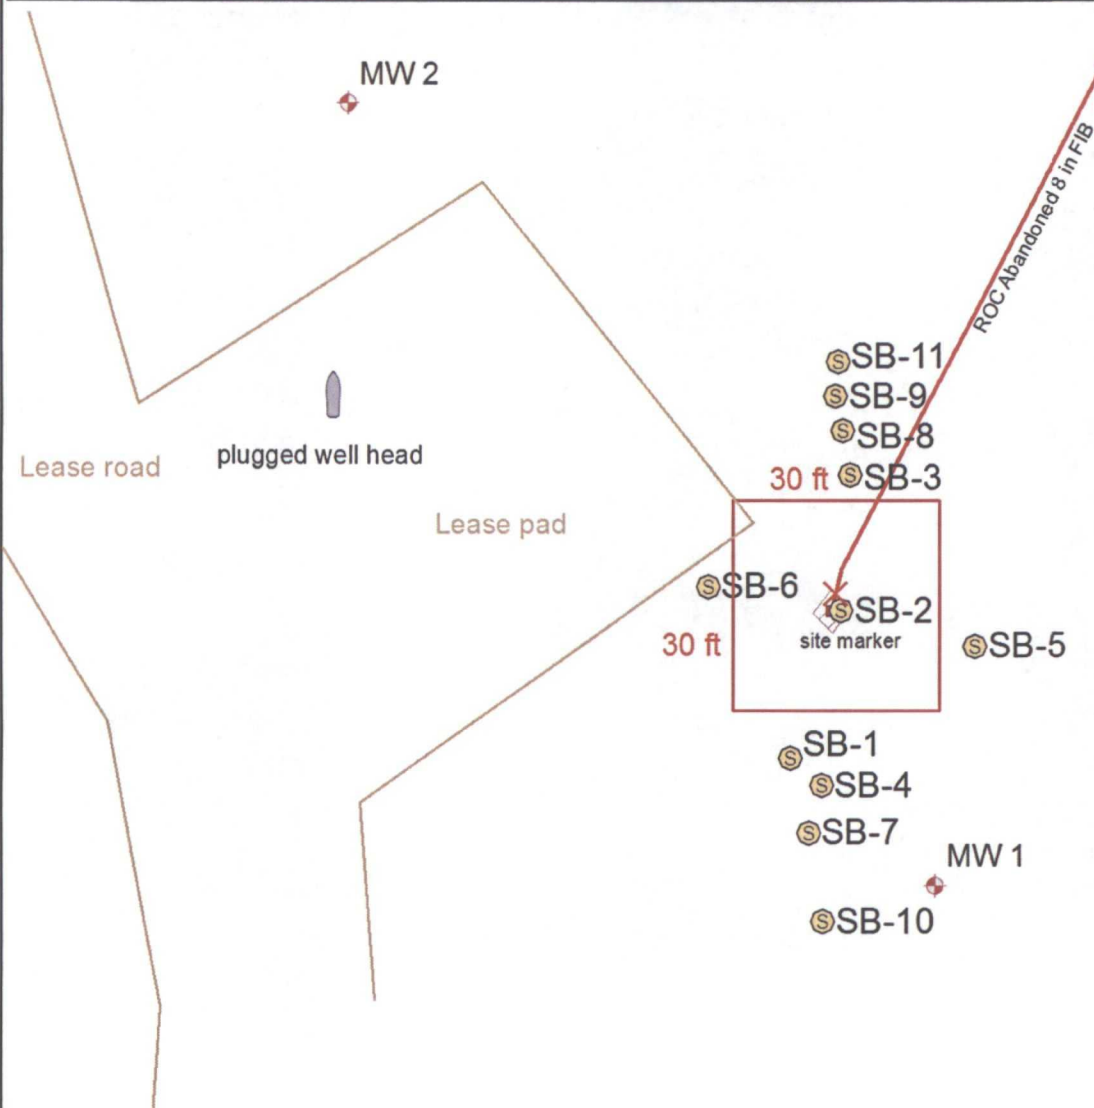 MW 2
ROC Abandoned 8 in FIB
SB-11
SB-9
SB-8
30 ft
SB-3
Lease road
plugged well head
Lease pad
SB-6
SB-2
30 ft
site marker
SB-5
SB-1
SB-4
SB-7
MW 1
SB-10
S
S
S
S
S
S
S
S
S
S
S